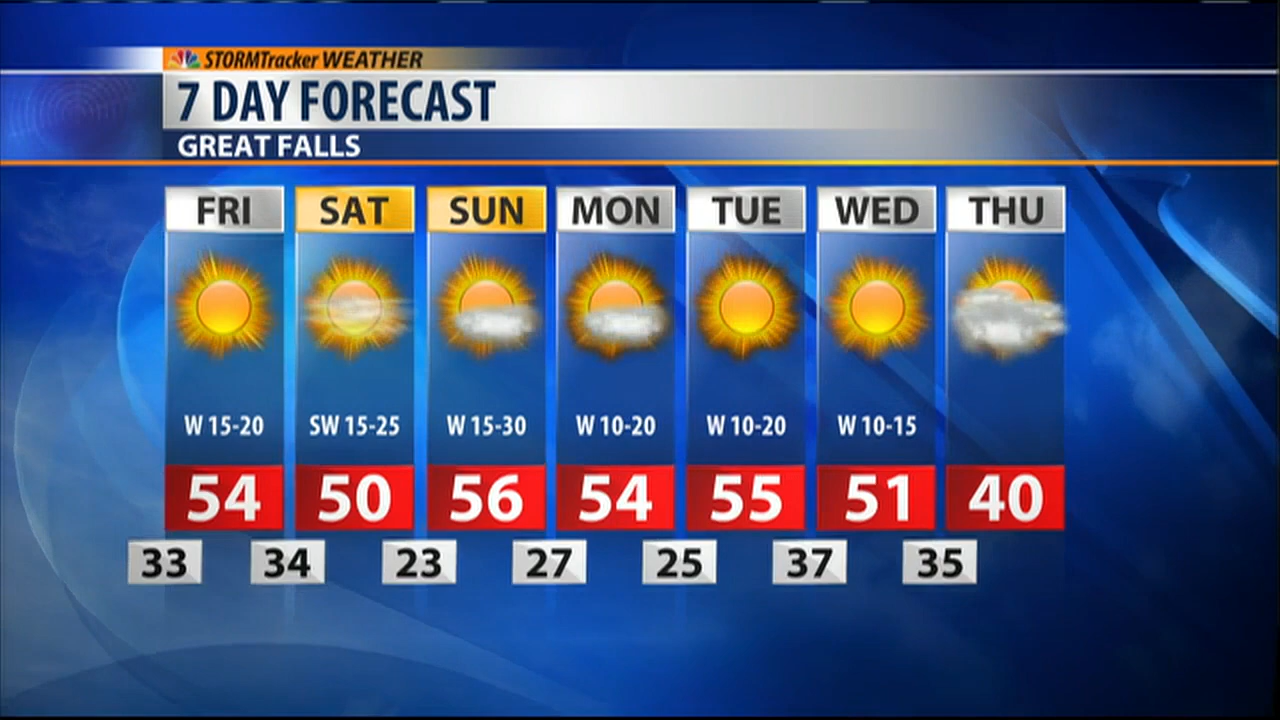 STORMTracker WEATHER
7 DAY FORECAST
GREAT FALLS
FRI SAT SUN MON TUE WED THU
W 15-20 SW 15-25 W 15-30 W 10-20 W 10-20 W 10-15
54 50 56 54 55 51 40
33 34 23 27 25 37 35